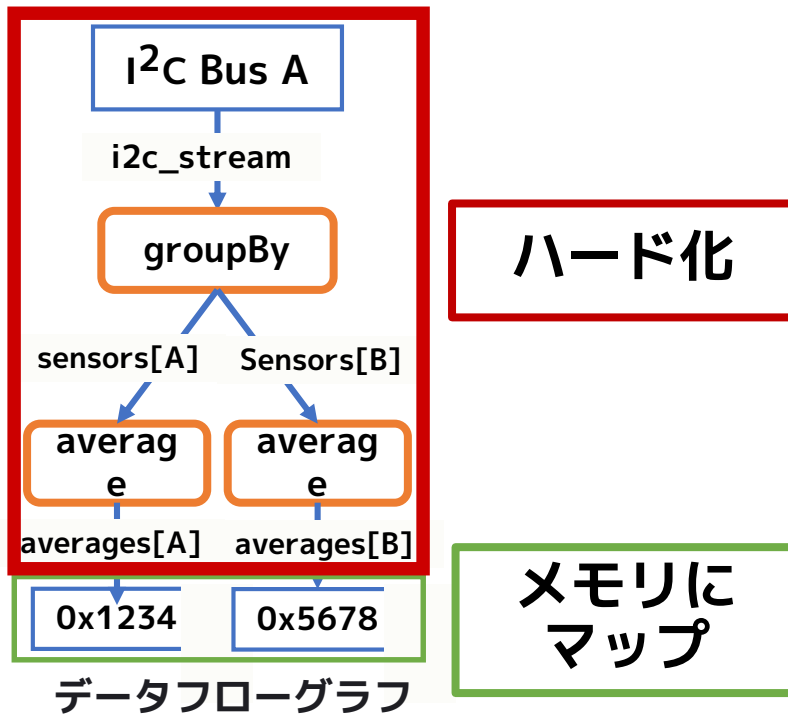 I²C Bus A
i2c_stream
groupBy
ハード化
sensors[A] Sensors[B]
averag
e
averag
e
averages[A] averages[B]
0x1234 0x5678
メモリに
マップ
データフローグラフ